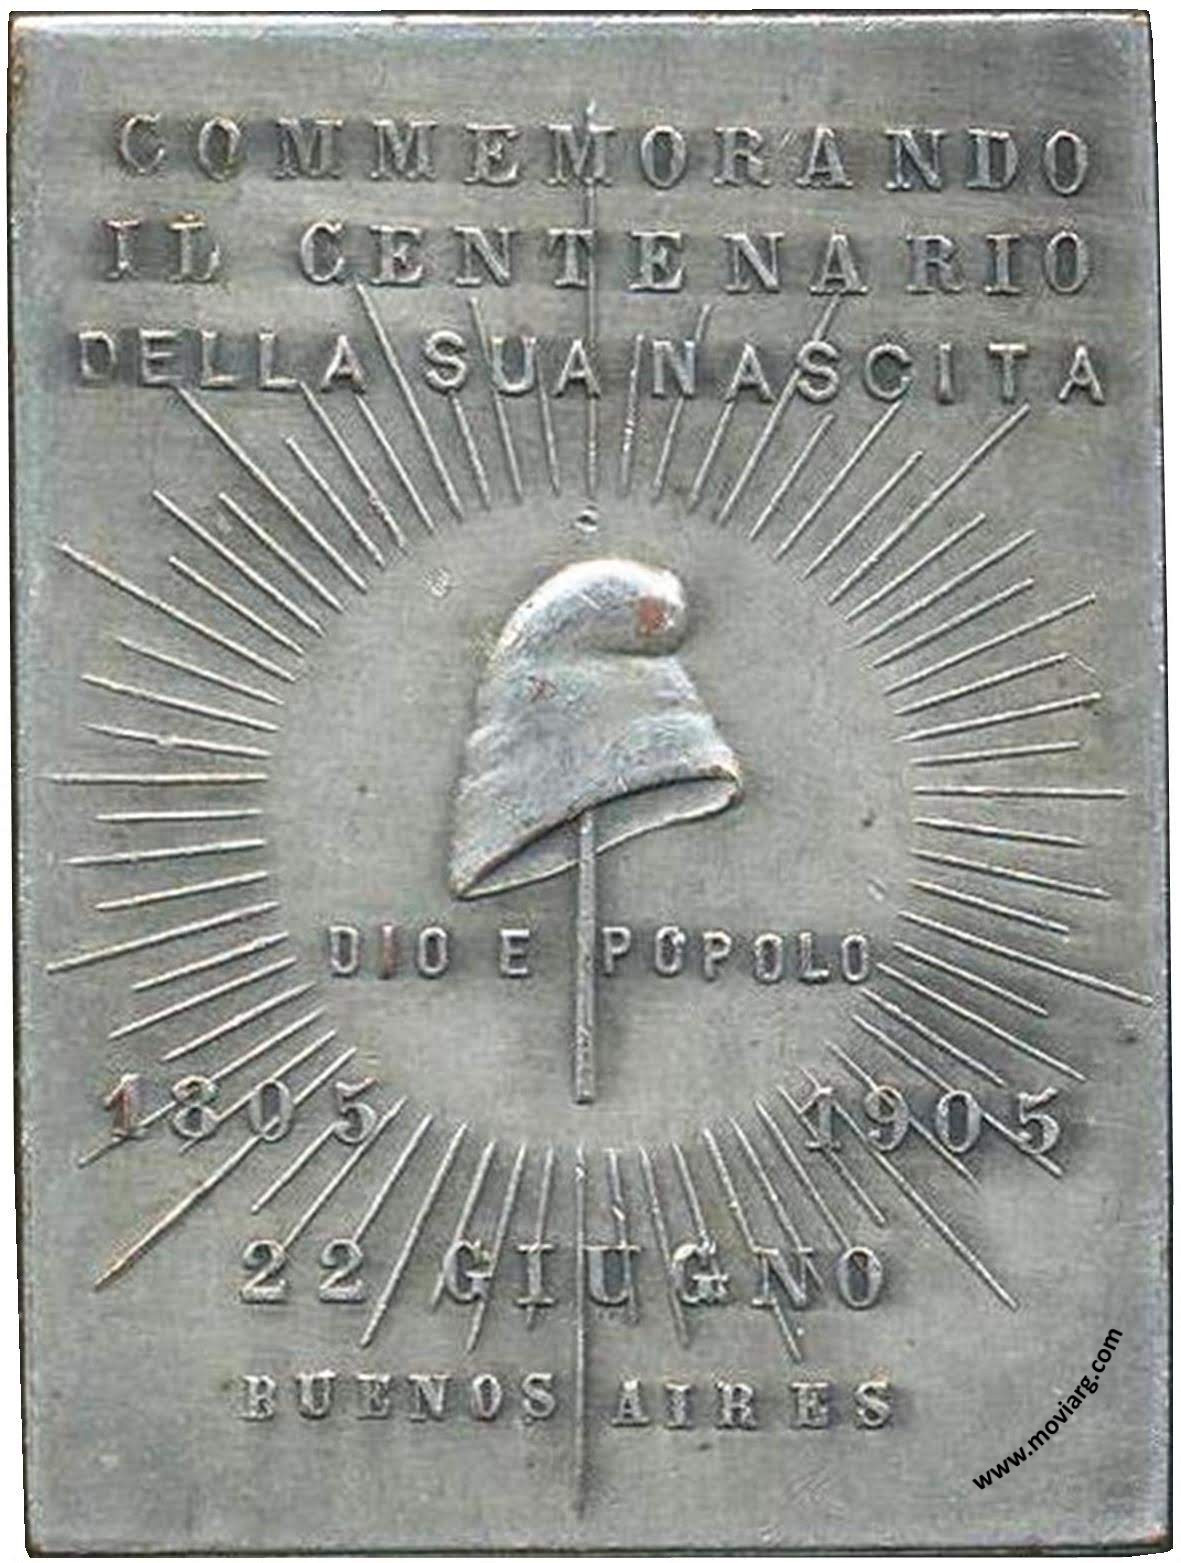 COMMEMORANDO
IL CENTENARIO
DELLA SUA NASCITA
DIO E POPOLO
1805 1905
22 GIUGNO
BUENOS AIRES
www.moviarg.com